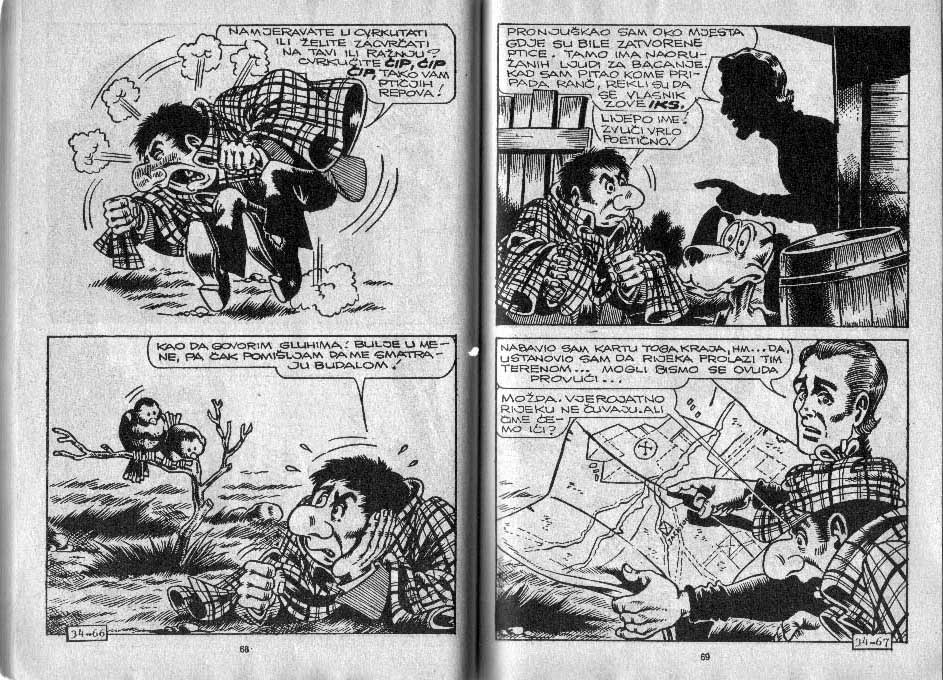 NAMJERAVATE LI CVRKUTATI
ILI ŽELITE ZACVRČATI
NA TAVI ILI RAŽNJU?
CVRKUĆITE ČIP, ČIP
ČIP, TAKO VAM
PTIČJIH
REPOVA!
KAO DA GOVORIM GLUHIMA! BULJE U ME-
NE, PA ČAK POMIŠLJAM DA ME SMATRA-
JU BUDALOM!
34-66
68
PRONJUŠKAO SAM OKO MJESTA
GDJE SU BILE ZATVORENE
PTICE. TAMO IMA NAORU-
ŽANIH LJUDI ZA BACANJE.
KAD SAM PITAO KOME PRI-
PADA RANČ, REKLI SU DA
SE VLASNIK
ZOVE IKS.
LIJEPO IME!
ZVUČI VRLO
POETIČNO!
NABAVIO SAM KARTU TOGA KRAJA, HM...DA,
USTANOVIO SAM DA RIJEKA PROLAZI TIM
TERENOM... MOGLI BISMO SE OVUDA
PROVUĆI...
MOŽDA. VJEROJATNO
RIJEKU NE ČUVAJU. ALI
ČIME ĆE-
MO IĆI?
34-67
69